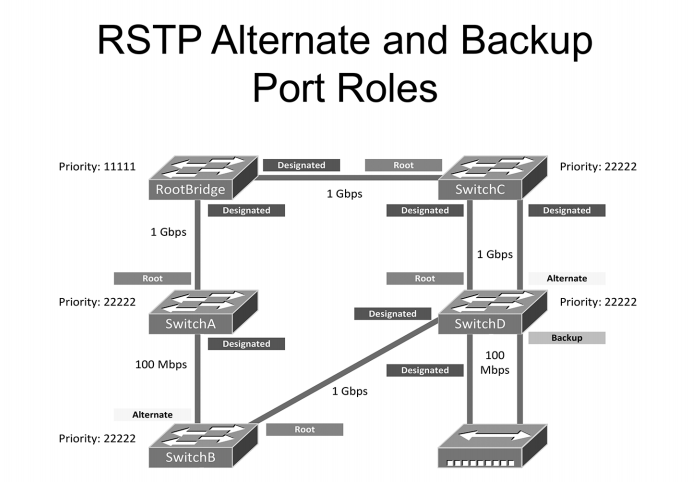 RSTP Alternate and Backup
Port Roles
Priority: 11111
Designated
Root
Priority: 22222
RootBridge
SwitchC
1 Gbps
Designated
Designated
Designated
1 Gbps
1 Gbps
Root
Root
Alternate
Priority: 22222
Priority: 22222
SwitchA
Designated
SwitchD
Designated
Backup
100 Mbps
100
Mbps
Designated
1 Gbps
Alternate
Root
Priority: 22222
SwitchB